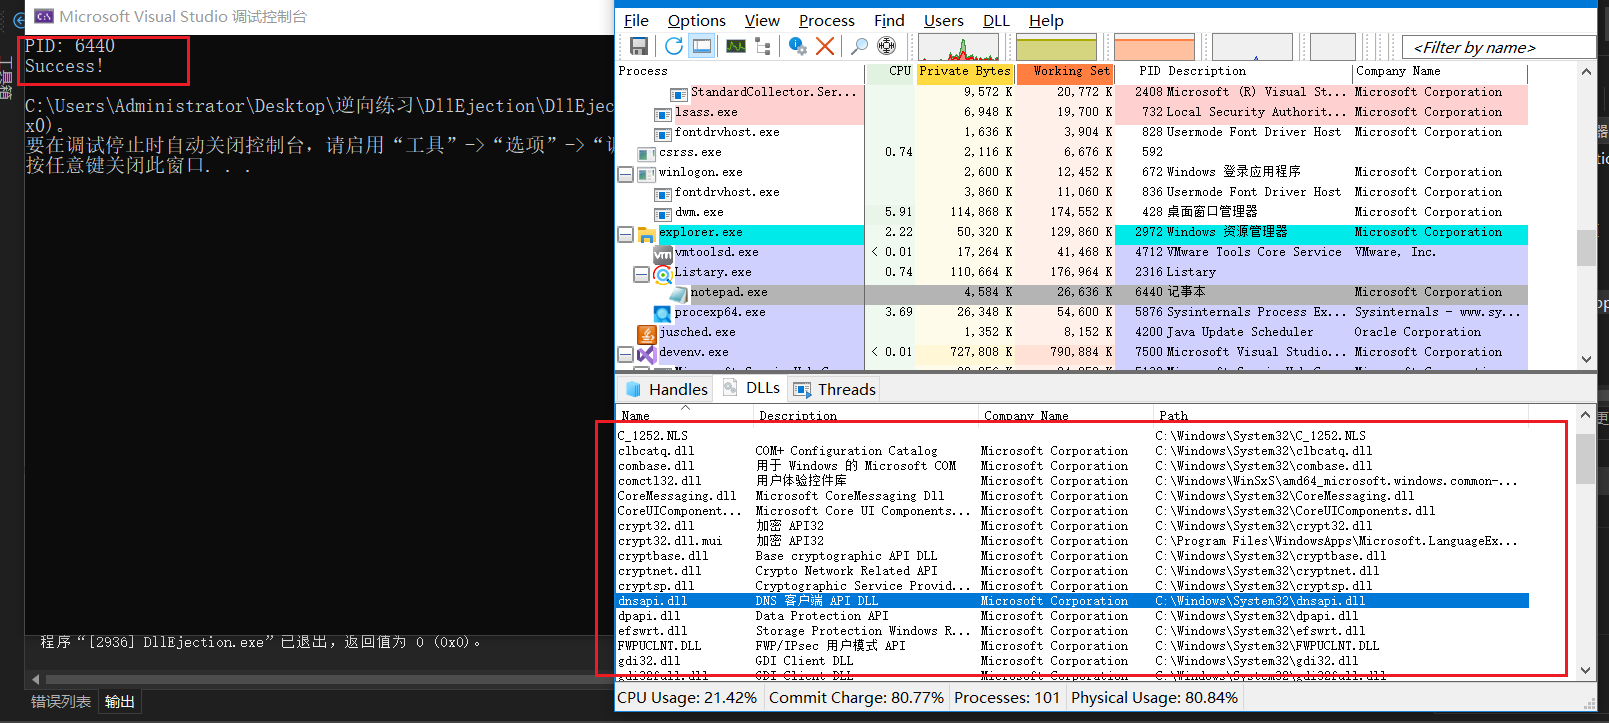 Microsoft Visual Studio 调试控制台
PID: 6440
Success!
C:\Users\Administrator\Desktop\逆向练习\DllEjection\DllEjec
x0)。
要在调试停止时自动关闭控制台，请启用“工具”->“选项”->“
按任意键关闭此窗口. . .
工具箱
程序“[2936] DllEjection.exe”已退出，返回值为 0 (0x0)。
错误列表 输出
File Options View Process Find Users DLL Help
<Filter by name>
Process CPU Private Bytes Working Set PID Description Company Name
StandardCollector.Ser... 9,572 K 20,772 K 2408 Microsoft (R) Visual St... Microsoft Corporation
lsass.exe 6,948 K 19,700 K 732 Local Security Authorit... Microsoft Corporation
fontdrvhost.exe 1,636 K 3,904 K 828 Usermode Font Driver Host Microsoft Corporation
csrss.exe 0.74 2,116 K 6,676 K 592
winlogon.exe 2,600 K 12,452 K 672 Windows 登录应用程序 Microsoft Corporation
fontdrvhost.exe 3,860 K 11,060 K 836 Usermode Font Driver Host Microsoft Corporation
dwm.exe 5.91 114,868 K 174,552 K 428 桌面窗口管理器 Microsoft Corporation
explorer.exe 2.22 50,320 K 129,860 K 2972 Windows 资源管理器 Microsoft Corporation
vmtoolsd.exe < 0.01 17,264 K 41,468 K 4712 VMware Tools Core Service VMware, Inc.
Listary.exe 0.74 110,664 K 176,964 K 2316 Listary
notepad.exe 4,584 K 26,636 K 6440 记事本 Microsoft Corporation
procexp64.exe 3.69 26,348 K 54,600 K 5876 Sysinternals Process Ex... Sysinternals - www.sy...
jusched.exe 1,352 K 8,152 K 4200 Java Update Scheduler Oracle Corporation
devenv.exe < 0.01 727,808 K 790,884 K 7500 Microsoft Visual Studio... Microsoft Corporation
Handles DLLs Threads
Name Description Company Name Path
C_1252.NLS C:\Windows\System32\C_1252.NLS
clbcatq.dll COM+ Configuration Catalog Microsoft Corporation C:\Windows\System32\clbcatq.dll
combase.dll 用于 Windows 的 Microsoft COM Microsoft Corporation C:\Windows\System32\combase.dll
comctl32.dll 用户体验控件库 Microsoft Corporation C:\Windows\WinSxS\amd64_microsoft.windows.common-...
CoreMessaging.dll Microsoft CoreMessaging Dll Microsoft Corporation C:\Windows\System32\CoreMessaging.dll
CoreUIComponent... Microsoft Core UI Components... Microsoft Corporation C:\Windows\System32\CoreUIComponents.dll
crypt32.dll 加密 API32 Microsoft Corporation C:\Windows\System32\crypt32.dll
crypt32.dll.mui 加密 API32 Microsoft Corporation C:\Program Files\WindowsApps\Microsoft.LanguageEx...
cryptbase.dll Base cryptographic API DLL Microsoft Corporation C:\Windows\System32\cryptbase.dll
cryptnet.dll Crypto Network Related API Microsoft Corporation C:\Windows\System32\cryptnet.dll
cryptsp.dll Cryptographic Service Provid... Microsoft Corporation C:\Windows\System32\cryptsp.dll
dnsapi.dll DNS 客户端 API DLL Microsoft Corporation C:\Windows\System32\dnsapi.dll
dpapi.dll Data Protection API Microsoft Corporation C:\Windows\System32\dpapi.dll
efswrt.dll Storage Protection Windows R... Microsoft Corporation C:\Windows\System32\efswrt.dll
FWPUCLNT.DLL FWP/IPsec 用户模式 API Microsoft Corporation C:\Windows\System32\FWPUCLNT.DLL
gdi32.dll GDI Client DLL Microsoft Corporation C:\Windows\System32\gdi32.dll
gdi32full.dll GDI Client DLL Microsoft Corporation C:\Windows\System32\gdi32full.dll
CPU Usage: 21.42% Commit Charge: 80.77% Processes: 101 Physical Usage: 80.84%